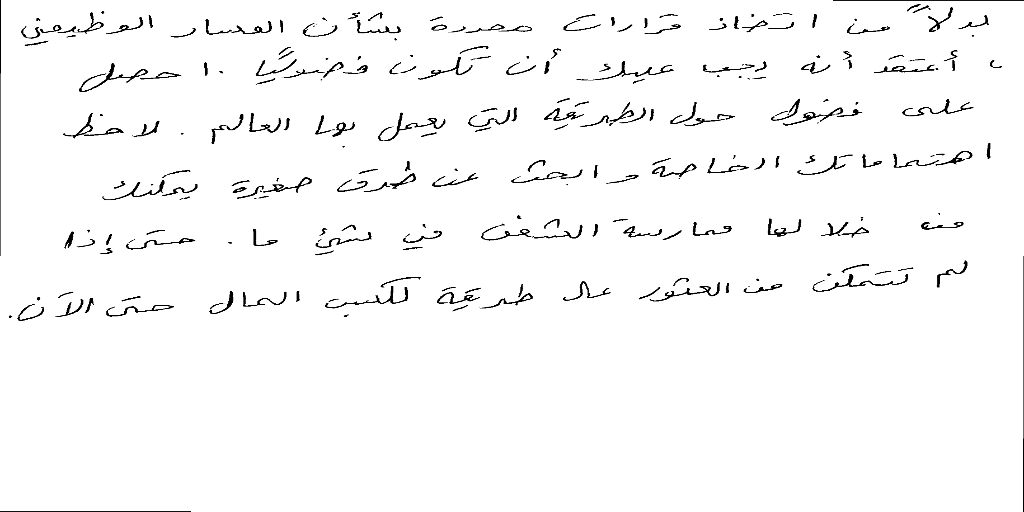 بدلاً من اتخاذ قرارات محددة بشأن المسار الوظيفي
، أعتقد أنه يجب عليك أن تكون فضوليًا . احصل
على فضول حول الطريقة التي يعمل بها العالم . لاحظ
اهتماماتك الخاصة وابحث عن طرق صغيرة يمكنك
من خلالها ممارسة الشغف في شيء ما . حتى إذا
لم تتمكن من العثور على طريقة لكسب المال حتى الآن .